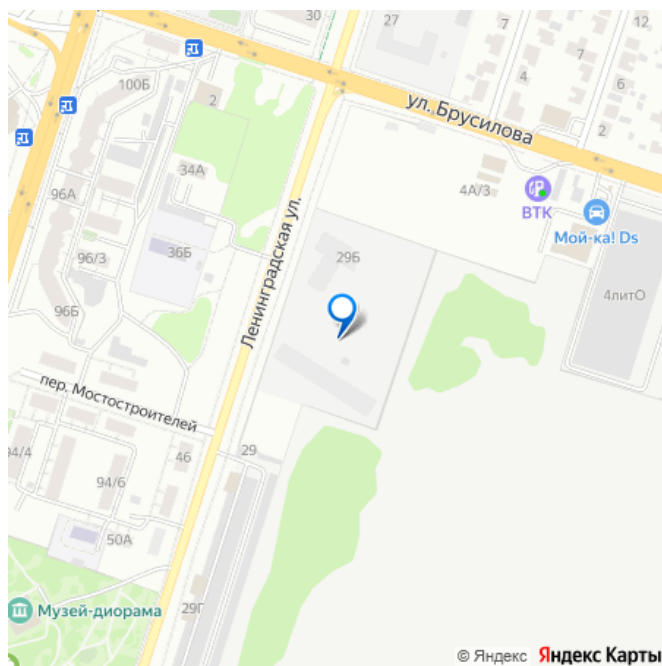 30
27
12
7
100Б
4
6
ул. Брусилова
2
2
96А
34А
4А/3
ВТК
Мой-ка! Ds
Ленинградская ул.
96/3
36Б
29Б
4литО
96Б
пер. Мостостроителей
94/4
46
29
94/6
50А
Музей-диорама
29Г
© Яндекс Яндекс Карты